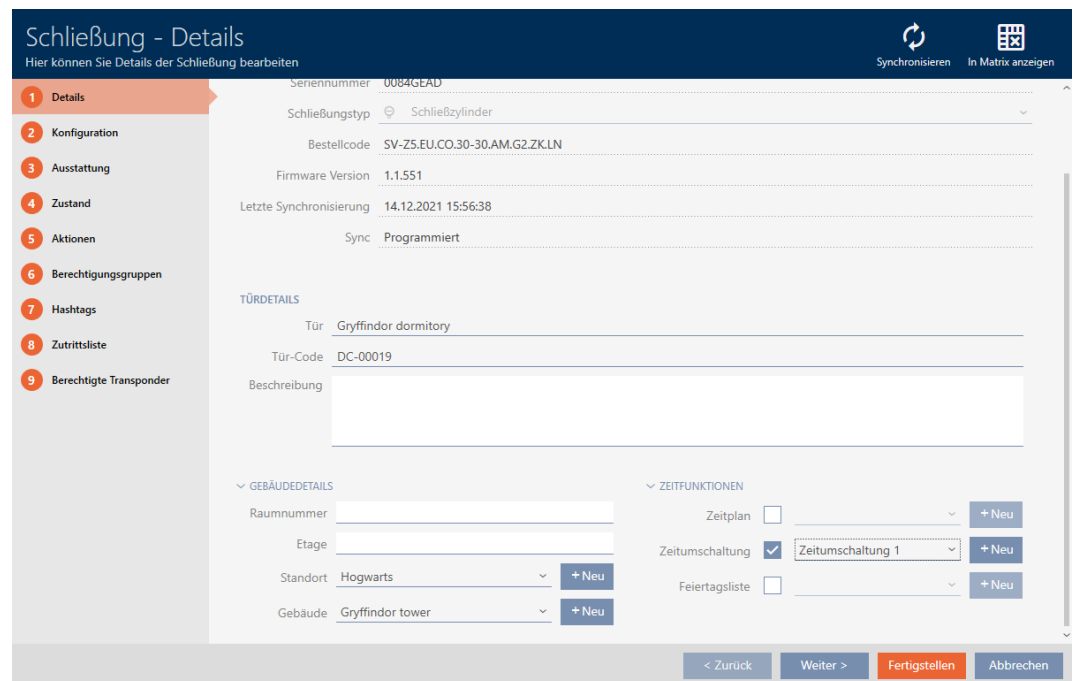 Schließung - Details
Hier können Sie Details der Schließung bearbeiten
Synchronisieren
In Matrix anzeigen
1 Details
2 Konfiguration
3 Ausstattung
4 Zustand
5 Aktionen
6 Berechtigungsgruppen
7 Hashtags
8 Zutrittsliste
9 Berechtigte Transponder
Seriennummer 0084GEAD
Schließungstyp Schließzylinder
Bestellcode SV-Z5.EU.CO.30-30.AM.G2.ZK.LN
Firmware Version 1.1.551
Letzte Synchronisierung 14.12.2021 15:56:38
Sync Programmiert
TÜRDETAILS
Tür Gryffindor dormitory
Tür-Code DC-00019
Beschreibung
GEBÄUDEDETAILS
Raumnummer
Etage
Standort Hogwarts + Neu
Gebäude Gryffindor tower + Neu
ZEITFUNKTIONEN
Zeitplan + Neu
Zeitumschaltung Zeitumschaltung 1 + Neu
Feiertagsliste + Neu
< Zurück
Weiter >
Fertigstellen
Abbrechen